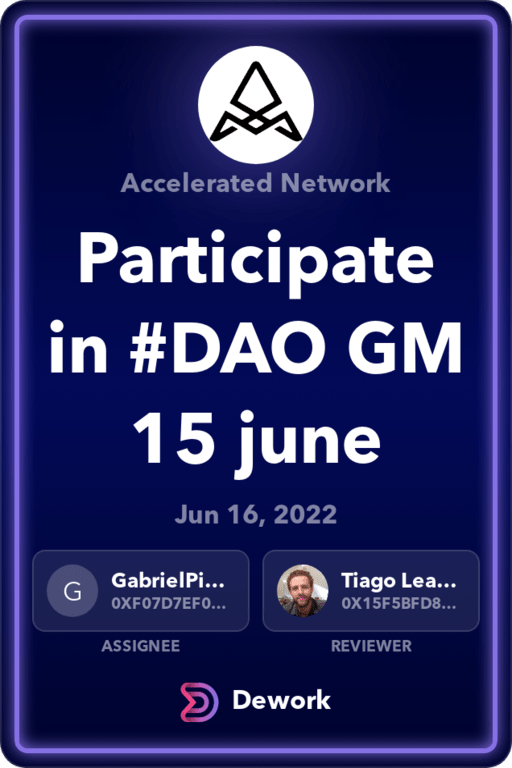 Accelerated Network
Participate
in #DAO GM
15 june
Jun 16, 2022
G
GabrielPi...
0XF07D7EF0...
ASSIGNEE
Tiago Lea...
0X15F5BFD8...
REVIEWER
Dework